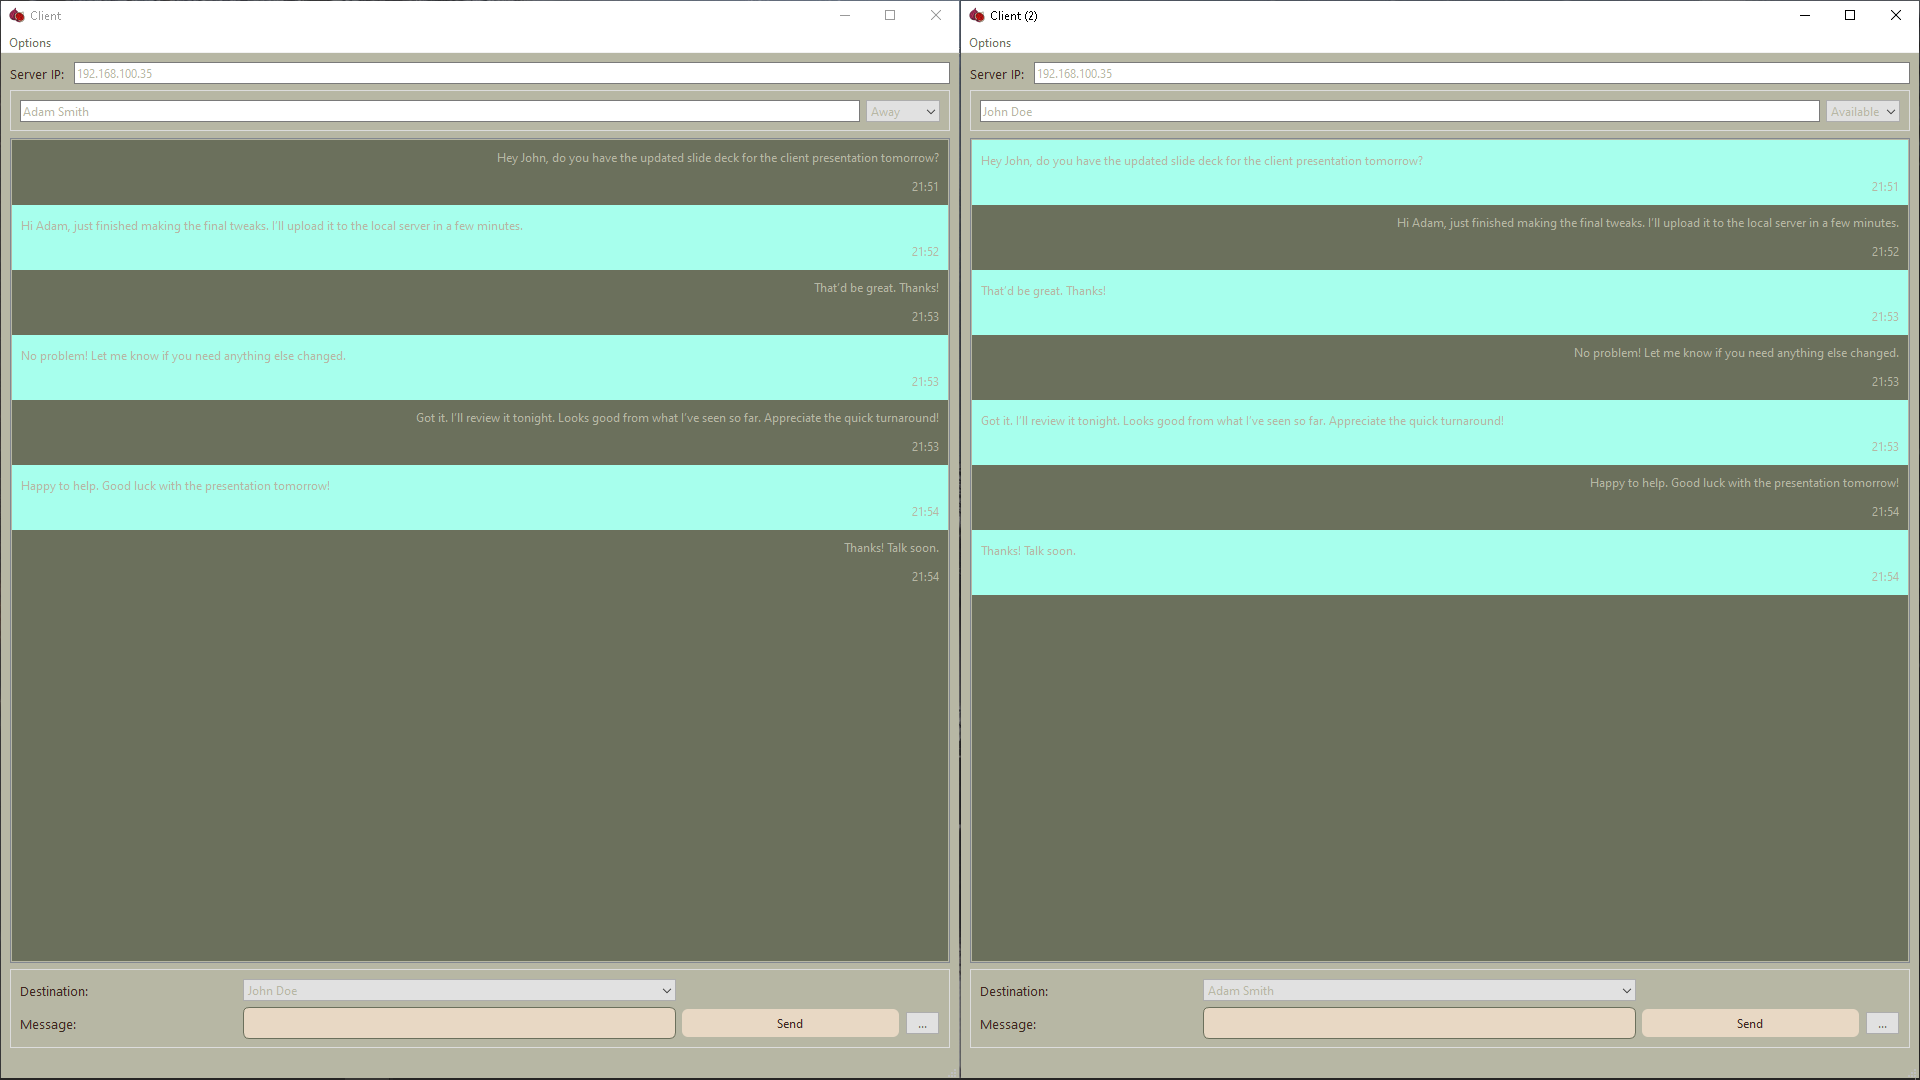 Client
Options
Server IP: 192.168.100.35
Adam Smith Away
Hey John, do you have the updated slide deck for the client presentation tomorrow?
21:51
Hi Adam, just finished making the final tweaks. I'll upload it to the local server in a few minutes.
21:52
That'd be great. Thanks!
21:53
No problem! Let me know if you need anything else changed.
21:53
Got it. I'll review it tonight. Looks good from what I've seen so far. Appreciate the quick turnaround!
21:53
Happy to help. Good luck with the presentation tomorrow!
21:54
Thanks! Talk soon.
21:54
Destination: John Doe
Message: Send ...
Client (2)
Options
Server IP: 192.168.100.35
John Doe Available
Hey John, do you have the updated slide deck for the client presentation tomorrow?
21:51
Hi Adam, just finished making the final tweaks. I'll upload it to the local server in a few minutes.
21:52
That'd be great. Thanks!
21:53
No problem! Let me know if you need anything else changed.
21:53
Got it. I'll review it tonight. Looks good from what I've seen so far. Appreciate the quick turnaround!
21:53
Happy to help. Good luck with the presentation tomorrow!
21:54
Thanks! Talk soon.
21:54
Destination: Adam Smith
Message: Send ...